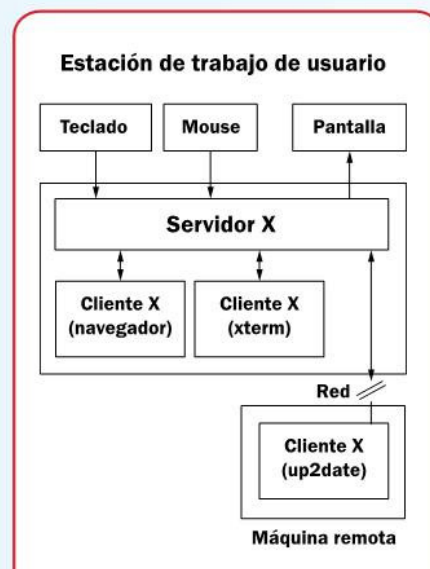 Estación de trabajo de usuario
Teclado
Mouse
Pantalla
Servidor X
Cliente X
(navegador)
Cliente X
(xterm)
Red
Cliente X
(up2date)
Máquina remota